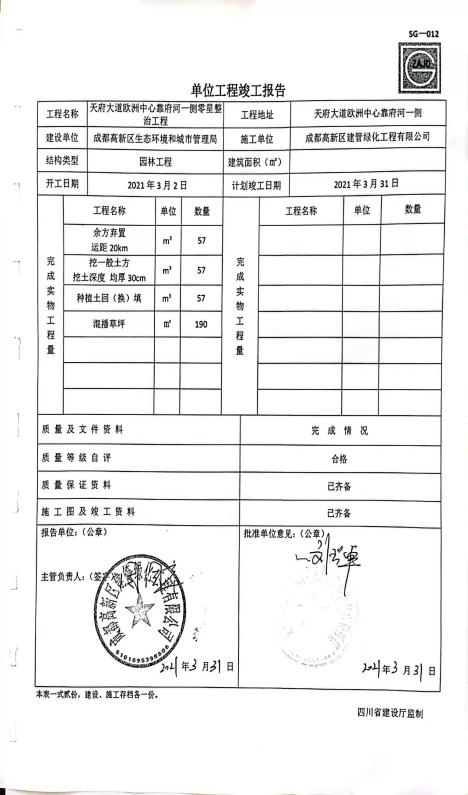 SG—012
ZAJD
单位工程竣工报告
工程名称 天府大道欧洲中心靠府河一侧零星整
治工程 工程地址 天府大道欧洲中心靠府河一侧
建设单位 成都高新区生态环境和城市管理局 施工单位 成都高新区建管绿化工程有限公司
结构类型 园林工程 建筑面积（㎡）
开工日期 2021 年 3 月 2 日 计划竣工日期 2021 年 3 月 31 日
完成实物工程量 工程名称 单位 数量 完成实物工程量 工程名称 单位 数量
余方弃置
运距 20km m³ 57
挖一般土方
挖土深度 均厚 30cm m³ 57
种植土回（换）填 m³ 57
混播草坪 ㎡ 190
质量及文件资料 完成情况
质量等级自评 合格
质量保证资料 已齐备
施工图及竣工资料 已齐备
报告单位：（公章） 批准单位意见：（公章）
主管负责人：（签字
5101095396606
2021年3月31日 2021年3月31日
本表一式贰份，建设、施工存档各一份。
四川省建设厅监制